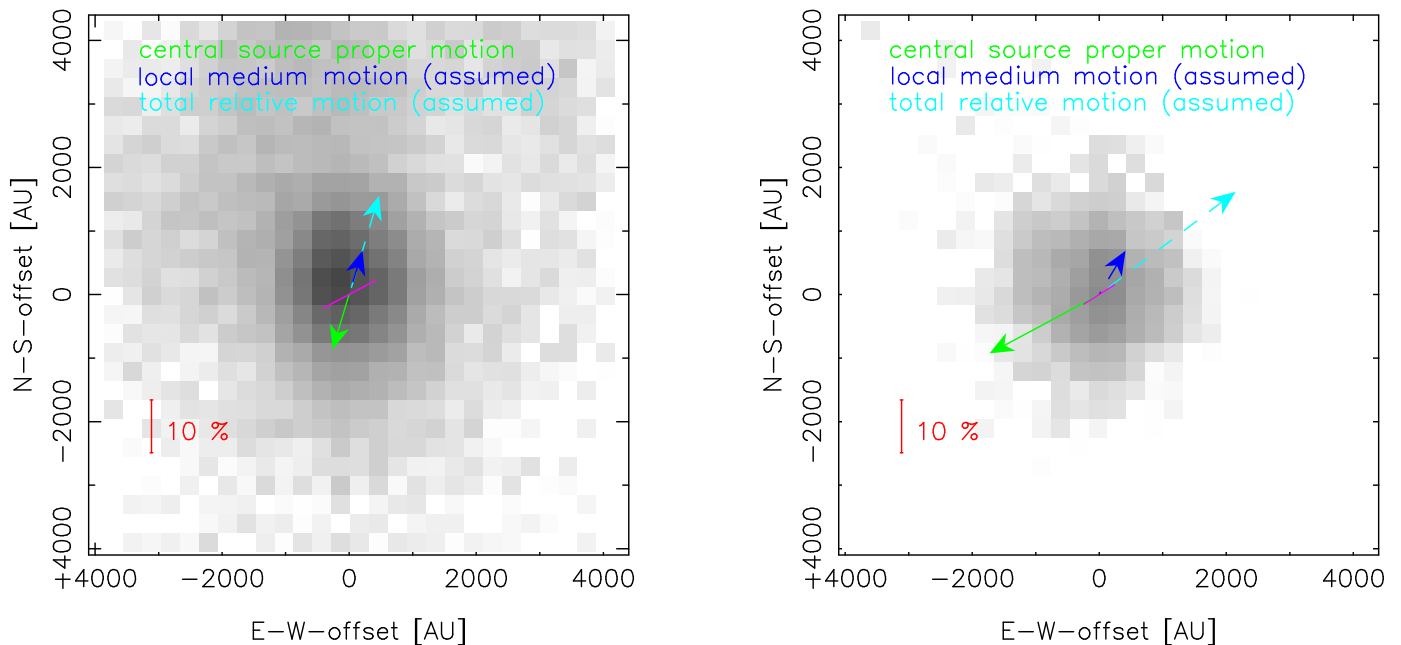 central source proper motion
local medium motion (assumed)
total relative motion (assumed)
4000
2000
0
−2000
−4000
N−S−offset [AU]
10 %
+4000 −2000 0 2000 4000
E−W−offset [AU]
central source proper motion
local medium motion (assumed)
total relative motion (assumed)
4000
2000
0
−2000
−4000
N−S−offset [AU]
10 %
+4000 −2000 0 2000 4000
E−W−offset [AU]